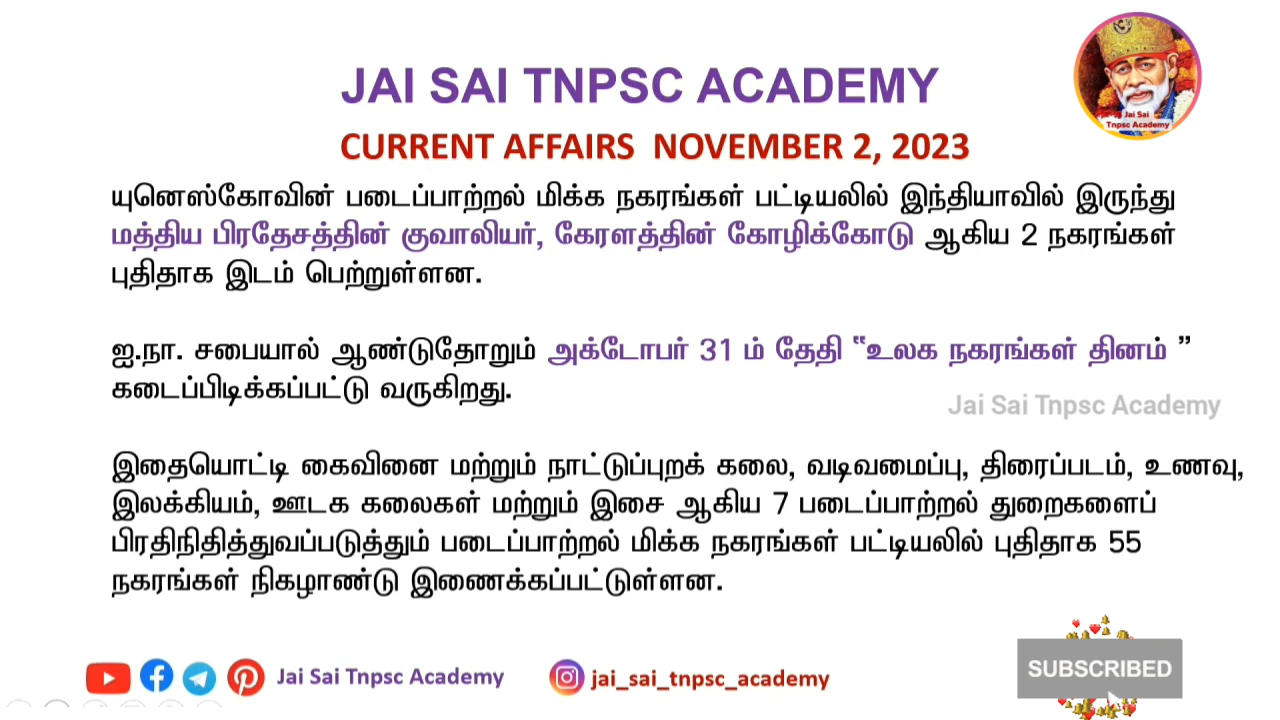 JAI SAI TNPSC ACADEMY
Jai Sai
Tnpsc Academy
CURRENT AFFAIRS NOVEMBER 2, 2023
யுனெஸ்கோவின் படைப்பாற்றல் மிக்க நகரங்கள் பட்டியலில் இந்தியாவில் இருந்து
மத்திய பிரதேசத்தின் குவாலியர், கேரளத்தின் கோழிக்கோடு ஆகிய 2 நகரங்கள்
புதிதாக இடம் பெற்றுள்ளன.
ஐ.நா. சபையால் ஆண்டுதோறும் அக்டோபர் 31 ம் தேதி “உலக நகரங்கள் தினம் ”
கடைப்பிடிக்கப்பட்டு வருகிறது.
Jai Sai Tnpsc Academy
இதையொட்டி கைவினை மற்றும் நாட்டுப்புறக் கலை, வடிவமைப்பு, திரைப்படம், உணவு,
இலக்கியம், ஊடக கலைகள் மற்றும் இசை ஆகிய 7 படைப்பாற்றல் துறைகளைப்
பிரதிநிதித்துவப்படுத்தும் படைப்பாற்றல் மிக்க நகரங்கள் பட்டியலில் புதிதாக 55
நகரங்கள் நிகழாண்டு இணைக்கப்பட்டுள்ளன.
Jai Sai Tnpsc Academy
jai_sai_tnpsc_academy
SUBSCRIBED